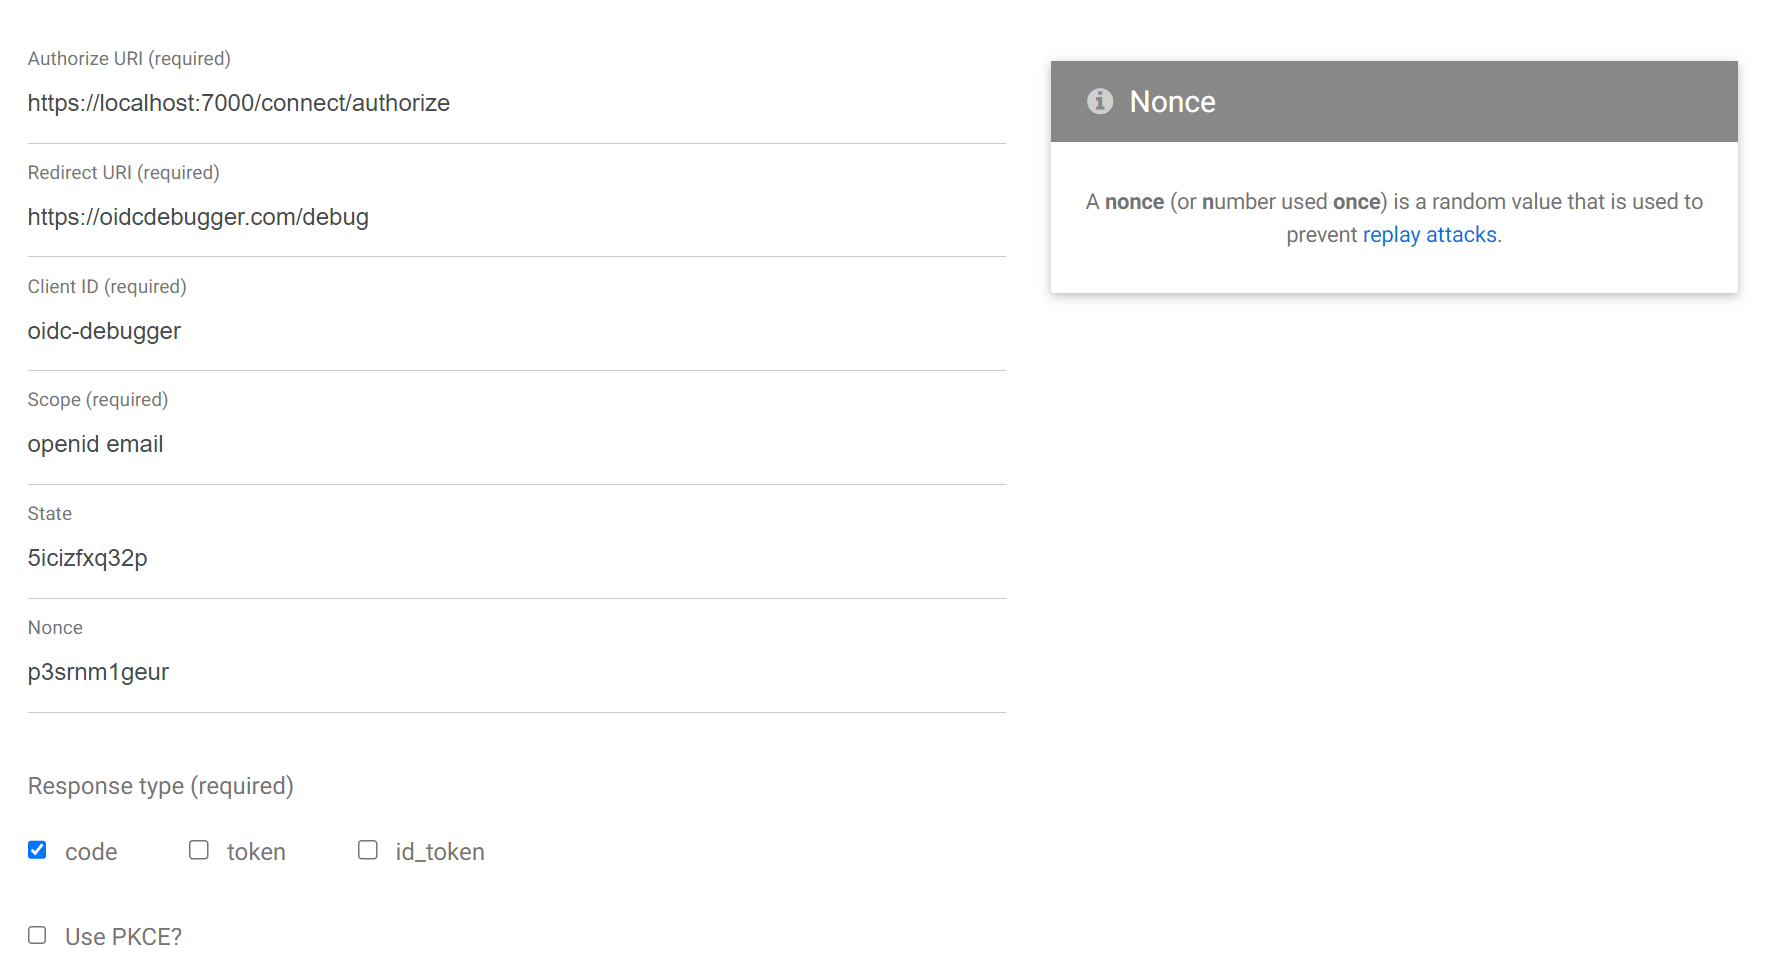 Authorize URI (required)
https://localhost:7000/connect/authorize
Redirect URI (required)
https://oidcdebugger.com/debug
Client ID (required)
oidc-debugger
Scope (required)
openid email
State
5icizfxq32p
Nonce
p3srnm1geur
Response type (required)
code token id_token
Use PKCE?
Nonce
A nonce (or number used once) is a random value that is used to
prevent replay attacks.